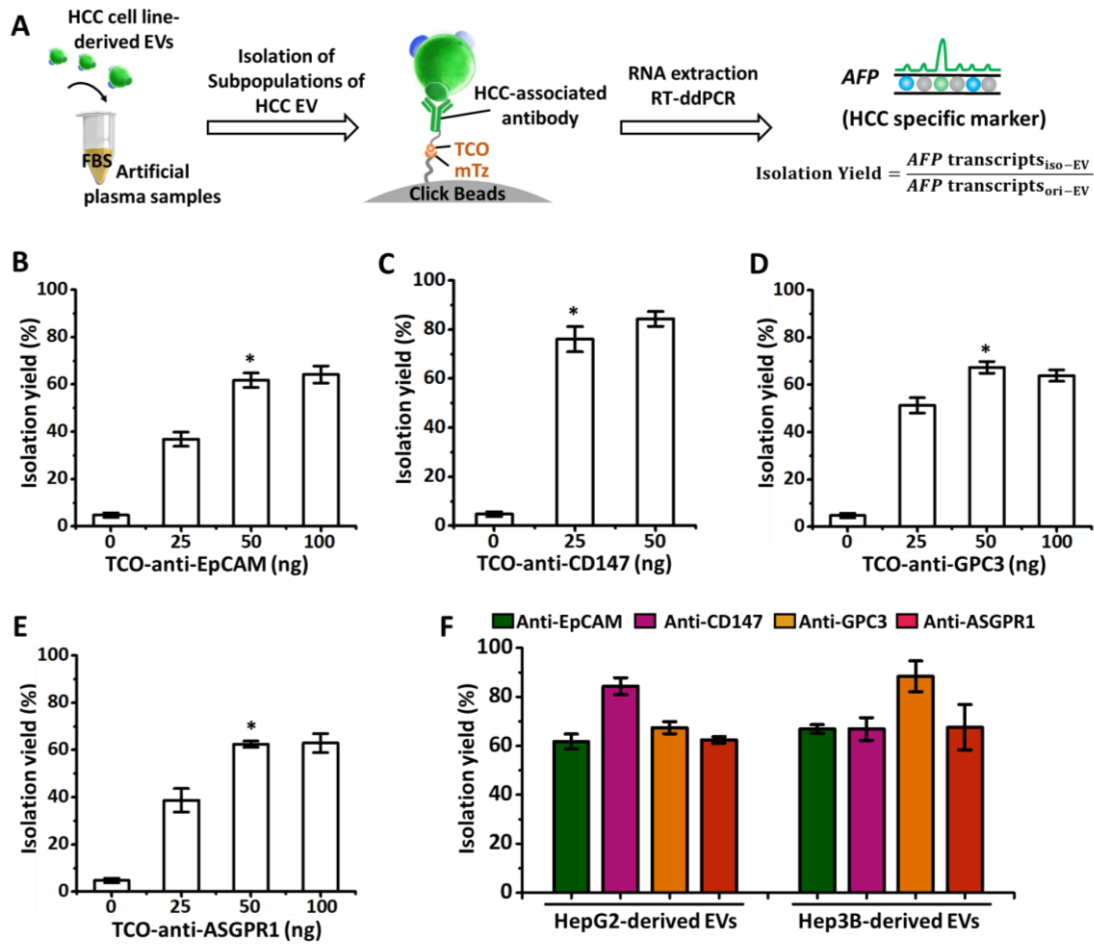 A
HCC cell line-
derived EVs
FBS
Artificial
plasma samples
Isolation of
Subpopulations of
HCC EV
HCC-associated
antibody
TCO
mTz
Click Beads
RNA extraction
RT-ddPCR
AFP
(HCC specific marker)
Isolation Yield = AFP transcripts iso−EV
AFP transcripts ori−EV
B
Isolation yield (%)
100
80
60
40
20
0
*
0 25 50 100
TCO-anti-EpCAM (ng)
C
Isolation yield (%)
100
80
60
40
20
0
*
0 25 50
TCO-anti-CD147 (ng)
D
Isolation yield (%)
100
80
60
40
20
0
*
0 25 50 100
TCO-anti-GPC3 (ng)
E
Isolation yield (%)
100
80
60
40
20
0
*
0 25 50 100
TCO-anti-ASGPR1 (ng)
F
Anti-EpCAM Anti-CD147 Anti-GPC3 Anti-ASGPR1
Isolation yield (%)
100
80
60
40
20
0
HepG2-derived EVs Hep3B-derived EVs